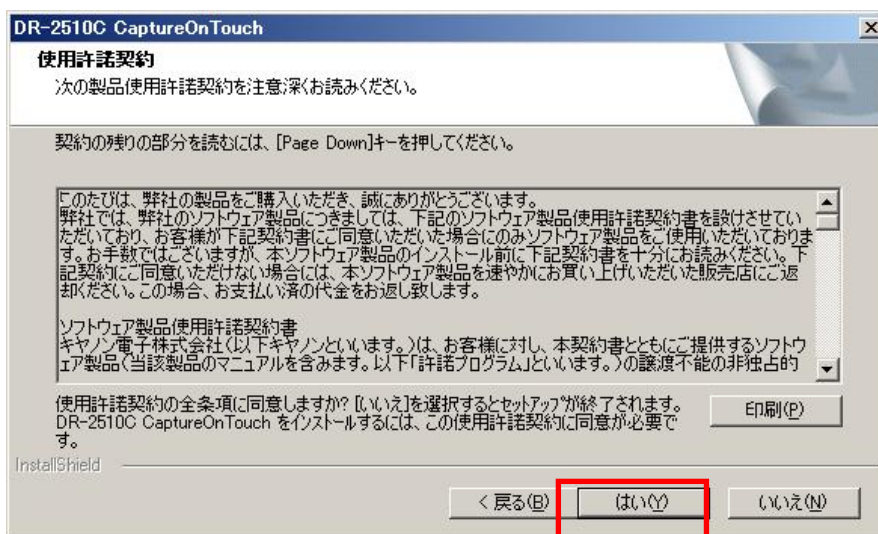 DR-2510C CaptureOnTouch
使用許諾契約
次の製品使用許諾契約を注意深くお読みください。
契約の残りの部分を読むには、[Page Down]キーを押してください。
このたびは、弊社の製品をご購入いただき、誠にありがとうございます。
弊社では、弊社のソフトウェア製品につきましては、下記のソフトウェア製品使用許諾契約書を設けさせてい
ただいており、お客様が下記契約書にご同意いただいた場合にのみソフトウェア製品をご使用いただいておりま
す。お手数ではございますが、本ソフトウェア製品のインストール前に下記契約書を十分にお読みください。下
記契約にご同意いただけない場合には、本ソフトウェア製品を速やかにお買い上げいただいた販売店にご返
却ください。この場合、お支払い済の代金をお返し致します。
ソフトウェア製品使用許諾契約書
キヤノン電子株式会社(以下キヤノンといいます。)は、お客様に対し、本契約書とともにご提供するソフトウ
ェア製品(当該製品のマニュアルを含みます。以下「許諾プログラム」といいます。)の譲渡不能の非独占的
使用許諾契約の全条項に同意しますか? [いいえ]を選択するとセットアップが終了されます。
DR-2510C CaptureOnTouch をインストールするには、この使用許諾契約に同意が必要で
す。
印刷(P)
InstallShield
< 戻る(B)
はい(Y)
いいえ(N)